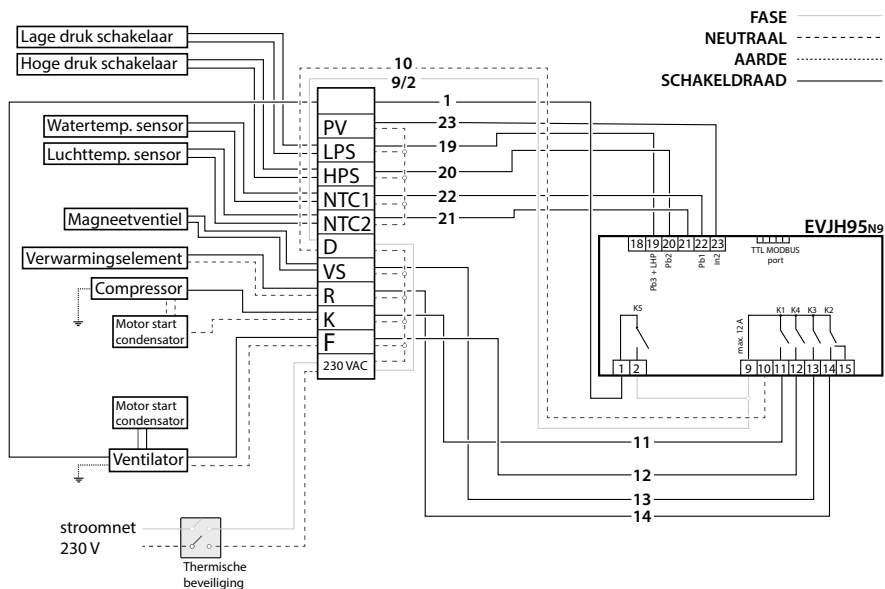 FASE
NEUTRAAL
AARDE
SCHAKELDRAAD
Lage druk schakelaar
Hoge druk schakelaar
Watertemp. sensor
Luchttemp. sensor
Magneetventiel
Verwarmingselement
Compressor
Motor start
condensator
Motor start
condensator
Ventilator
stroomnet
230 V
Thermische
beveiliging
PV
LPS
HPS
NTC1
NTC2
D
VS
R
K
F
230 VAC
10
9/2
1
23
19
20
22
21
11
12
13
14
EVJH95N9
18 19 20 21 22 23
Pb3 + LHP
Pb2
Pb1
in2
TTL MODBUS
port
K5
max. 12 A
K1 K4 K3 K2
1 2
9 10 11 12 13 14 15